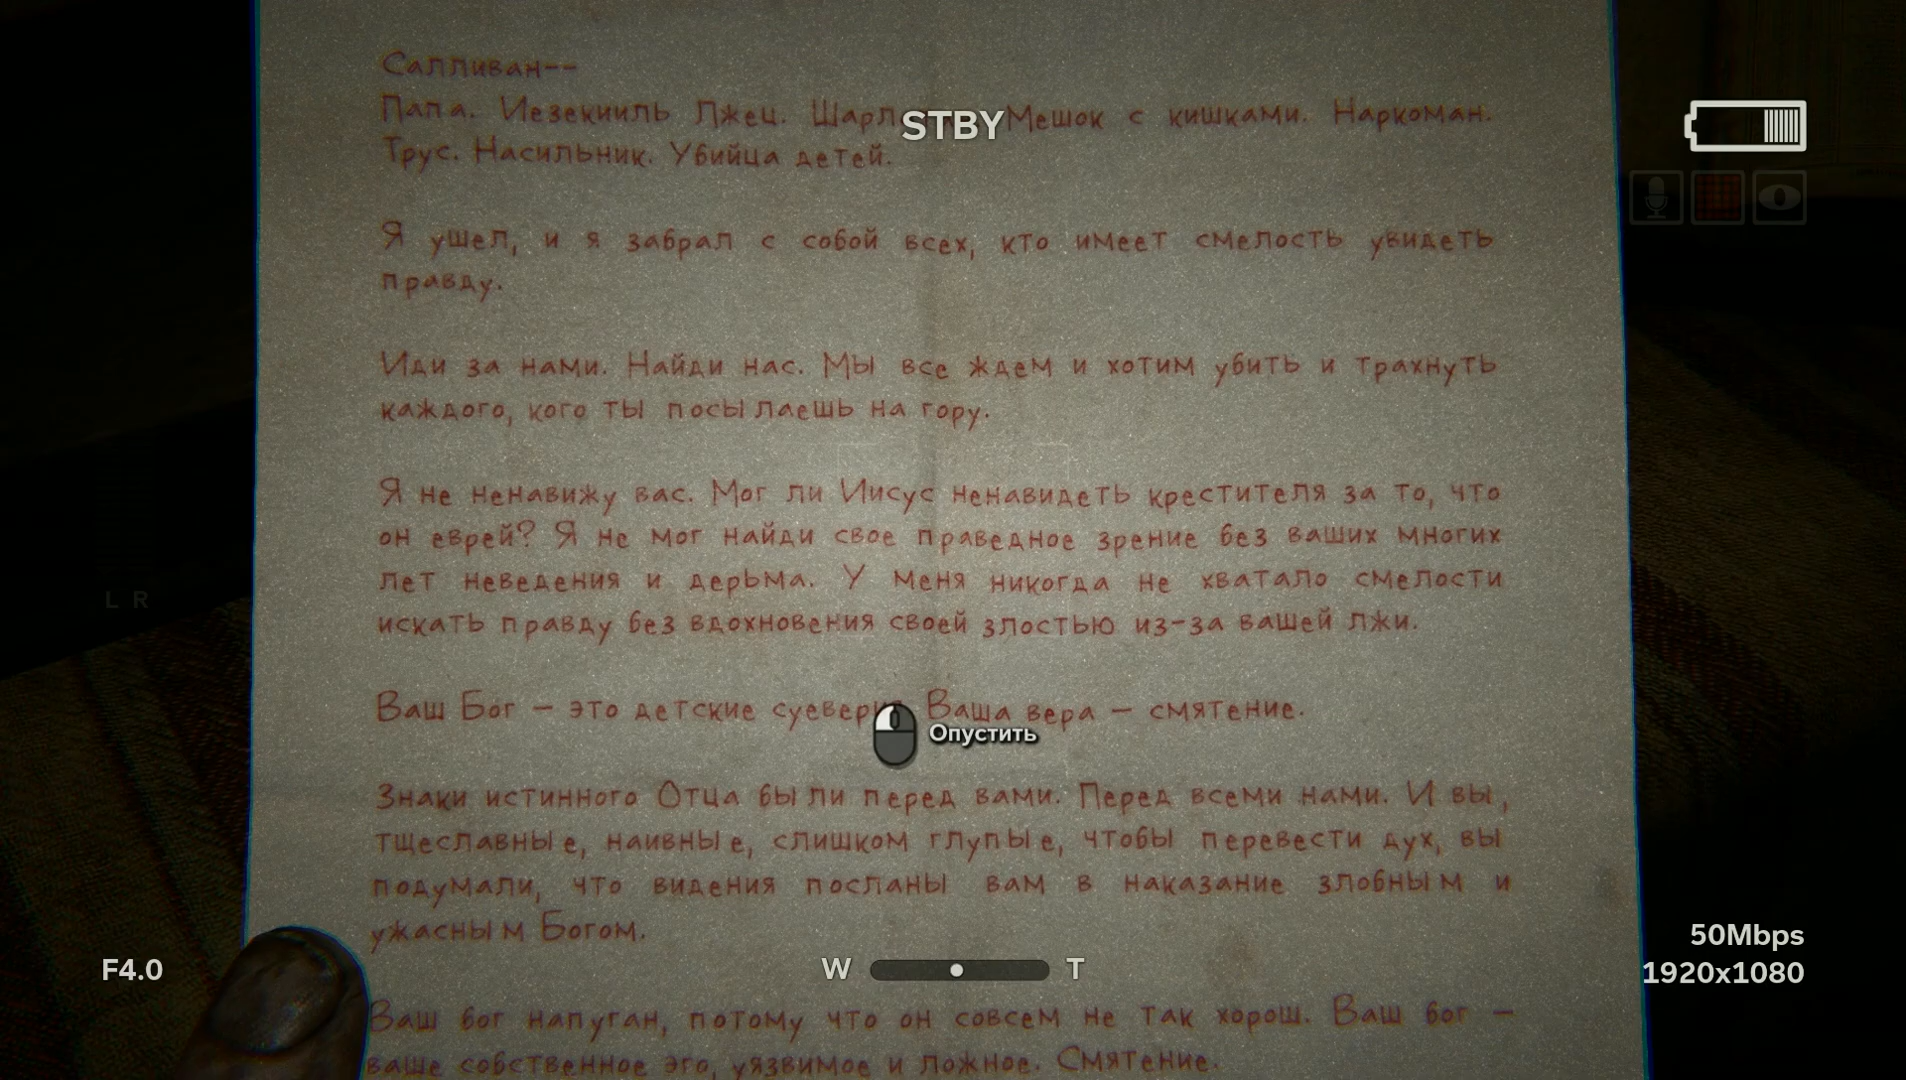 Салливан--
Папа. Иезекииль Лжец. Мешок с кишками. Наркоман.
STBY
Трус. Насильник. Убийца детей.
Я ушел, и я забрал с собой всех, кто имеет смелость увидеть
правду.
Иди за нами. Найди нас. Мы все ждем и хотим убить и трахнуть
каждого, кого ты посылаешь на гору.
Я не ненавижу вас. Мог ли Иисус ненавидеть крестителя за то, что
он еврей? Я не мог найди свое праведное зрение без ваших многих
лет неведения и дерьма. У меня никогда не хватало смелости
L R
искать правду без вдохновения своей злостью из-за вашей лжи.
Ваш Бог — это детские Ваша вера — смятение.
Опустить
Знаки истинного Отца были перед вами. Перед всеми нами. И вы,
тщеславные, наивные, слишком глупые, чтобы перевести дух, вы
подумали, что видения посланы вам в наказание злобным и
ужасным Богом.
50Mbps
F4.0
W T
1920x1080
Ваш бог напуган, потому что он совсем не так хорош. Ваш бог —
ваше собственное эго, уязвимое и ложное. Смятение.